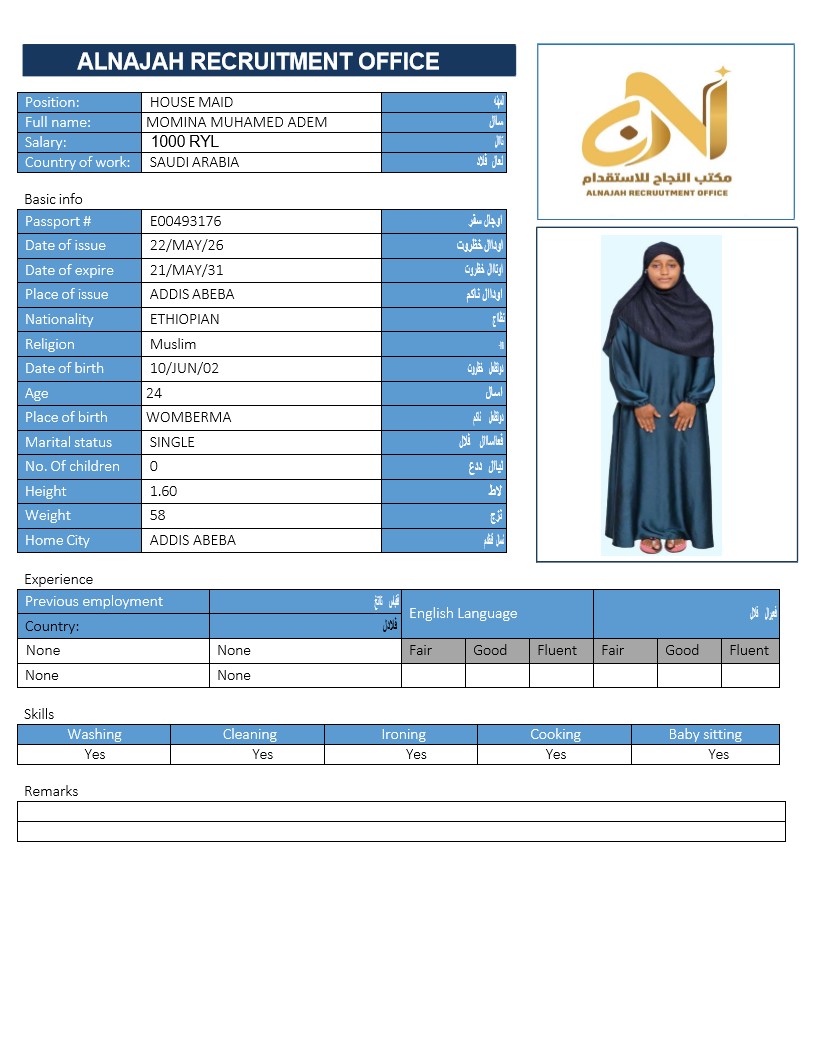 ALNAJAH RECRUITMENT OFFICE
مكتب النجاح للاستقدام
ALNAJAH RECRUUTMENT OFFICE
Position: HOUSE MAID
Full name: MOMINA MUHAMED ADEM
Salary: 1000 RYL
Country of work: SAUDI ARABIA
Basic info
Passport # E00493176
Date of issue 22/MAY/26
Date of expire 21/MAY/31
Place of issue ADDIS ABEBA
Nationality ETHIOPIAN
Religion Muslim
Date of birth 10/JUN/02
Age 24
Place of birth WOMBERMA
Marital status SINGLE
No. Of children 0
Height 1.60
Weight 58
Home City ADDIS ABEBA
Experience
Previous employment
English Language
Country:
None None Fair Good Fluent Fair Good Fluent
None None
Skills
Washing Cleaning Ironing Cooking Baby sitting
Yes Yes Yes Yes Yes
Remarks